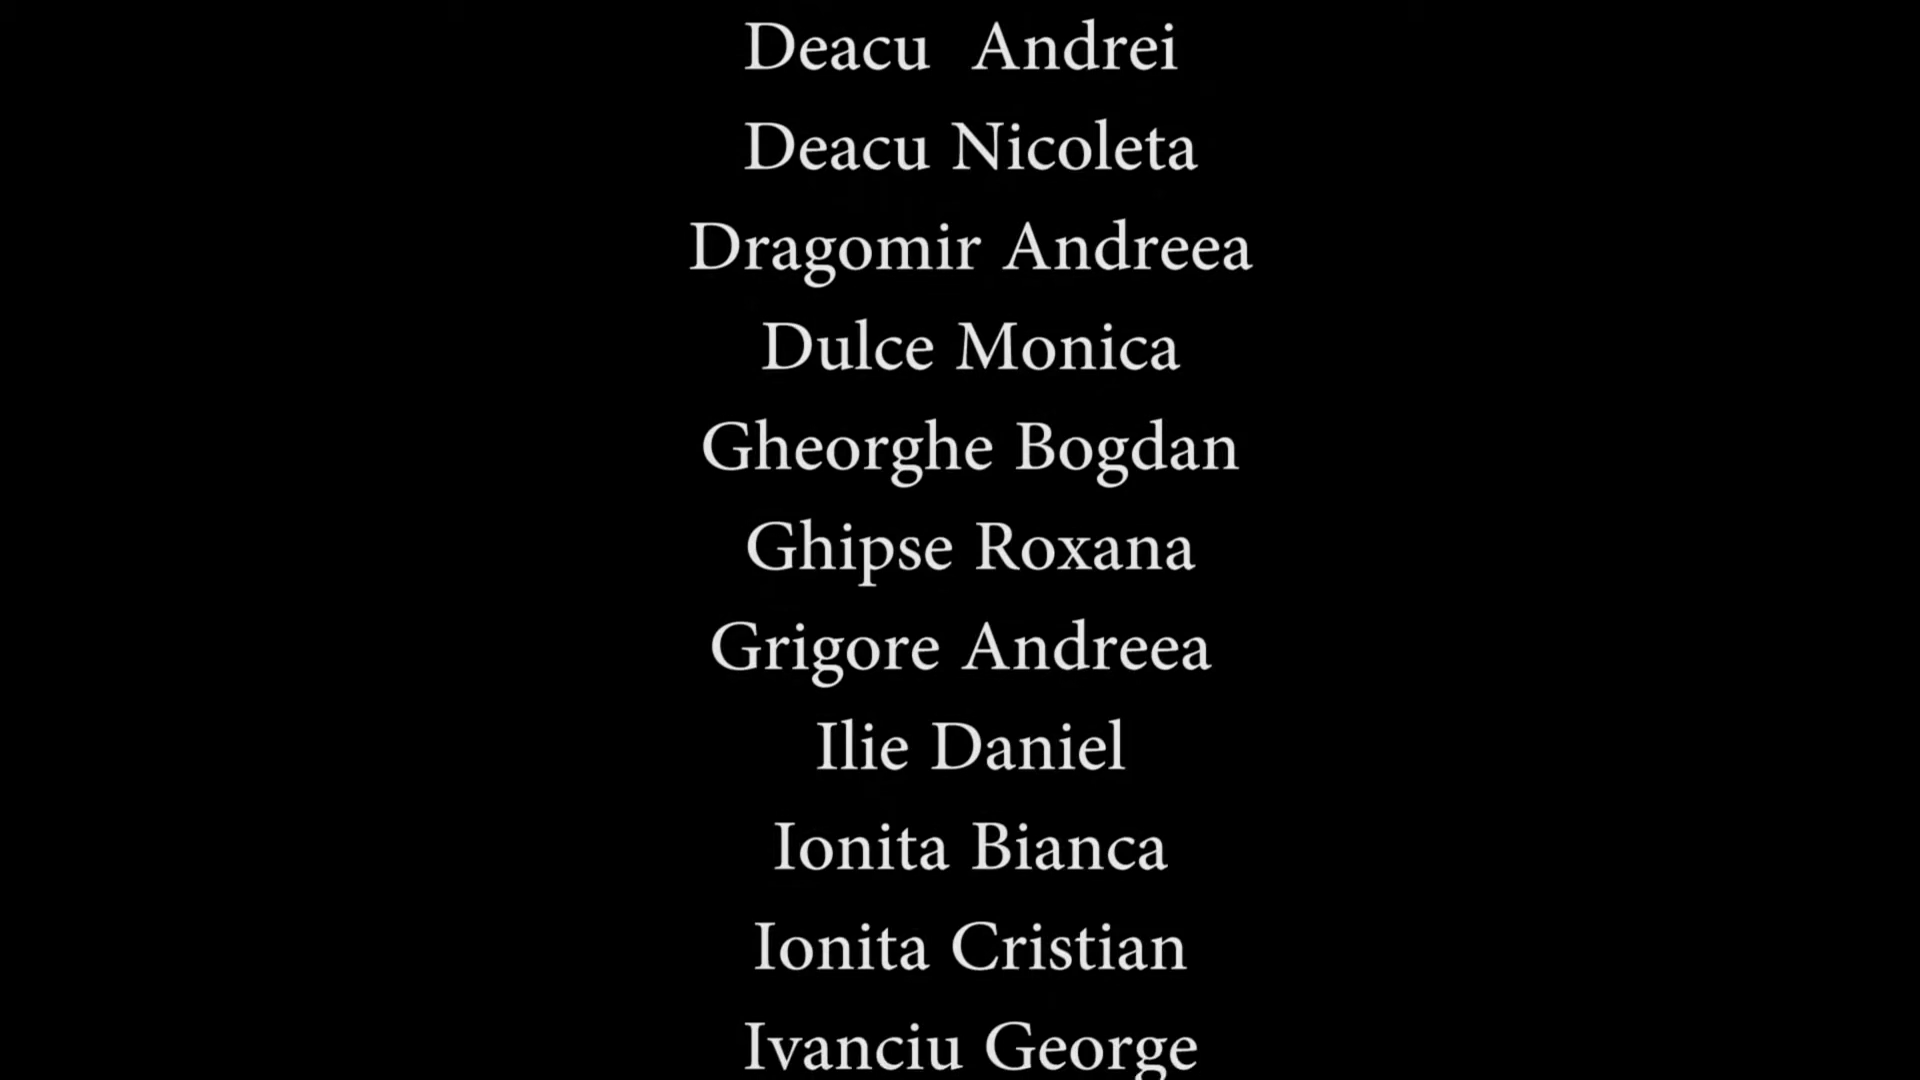 Deacu  Andrei
Deacu Nicoleta
Dragomir Andreea
Dulce Monica
Gheorghe Bogdan
Ghipse Roxana
Grigore Andreea
Ilie Daniel
Ionita Bianca
Ionita Cristian
Ivanciu George